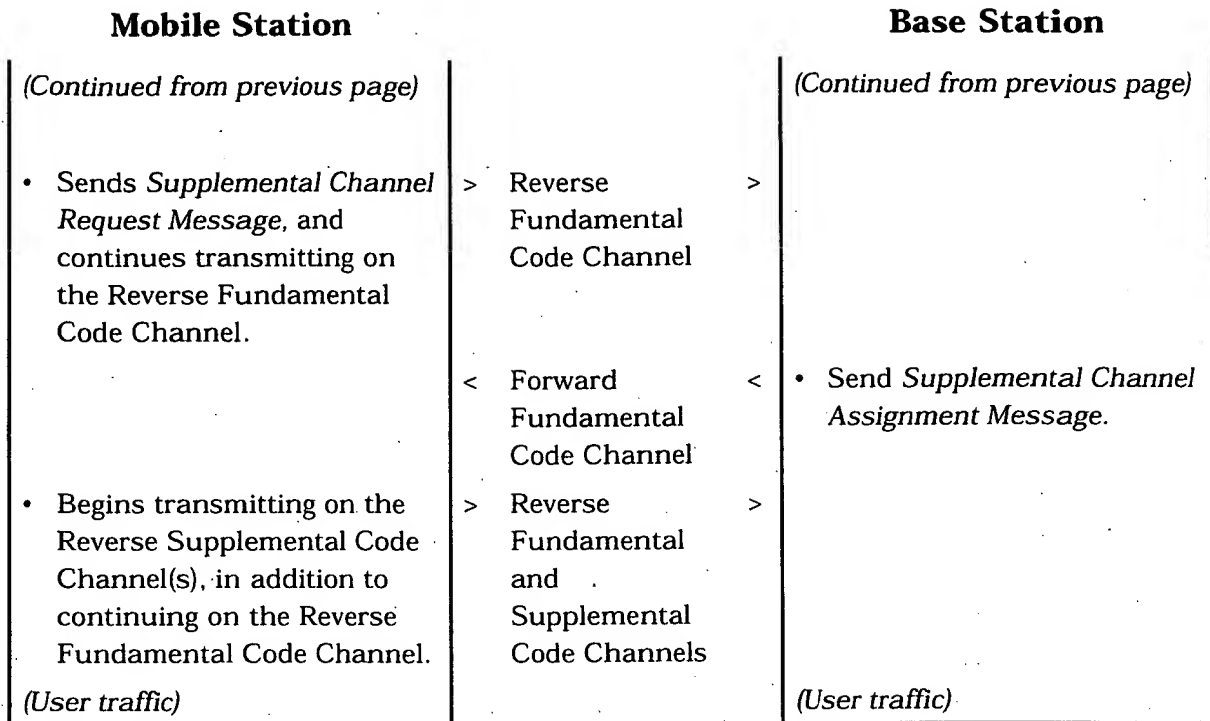 Mobile Station
Base Station
(Continued from previous page)
(Continued from previous page)
• Sends Supplemental Channel
Request Message, and
continues transmitting on
the Reverse Fundamental
Code Channel.
> Reverse >
Fundamental
Code Channel
< Forward <
Fundamental
Code Channel
• Send Supplemental Channel
Assignment Message.
• Begins transmitting on the
Reverse Supplemental Code
Channel(s), in addition to
continuing on the Reverse
Fundamental Code Channel.
> Reverse >
Fundamental
and
Supplemental
Code Channels
(User traffic)
(User traffic)